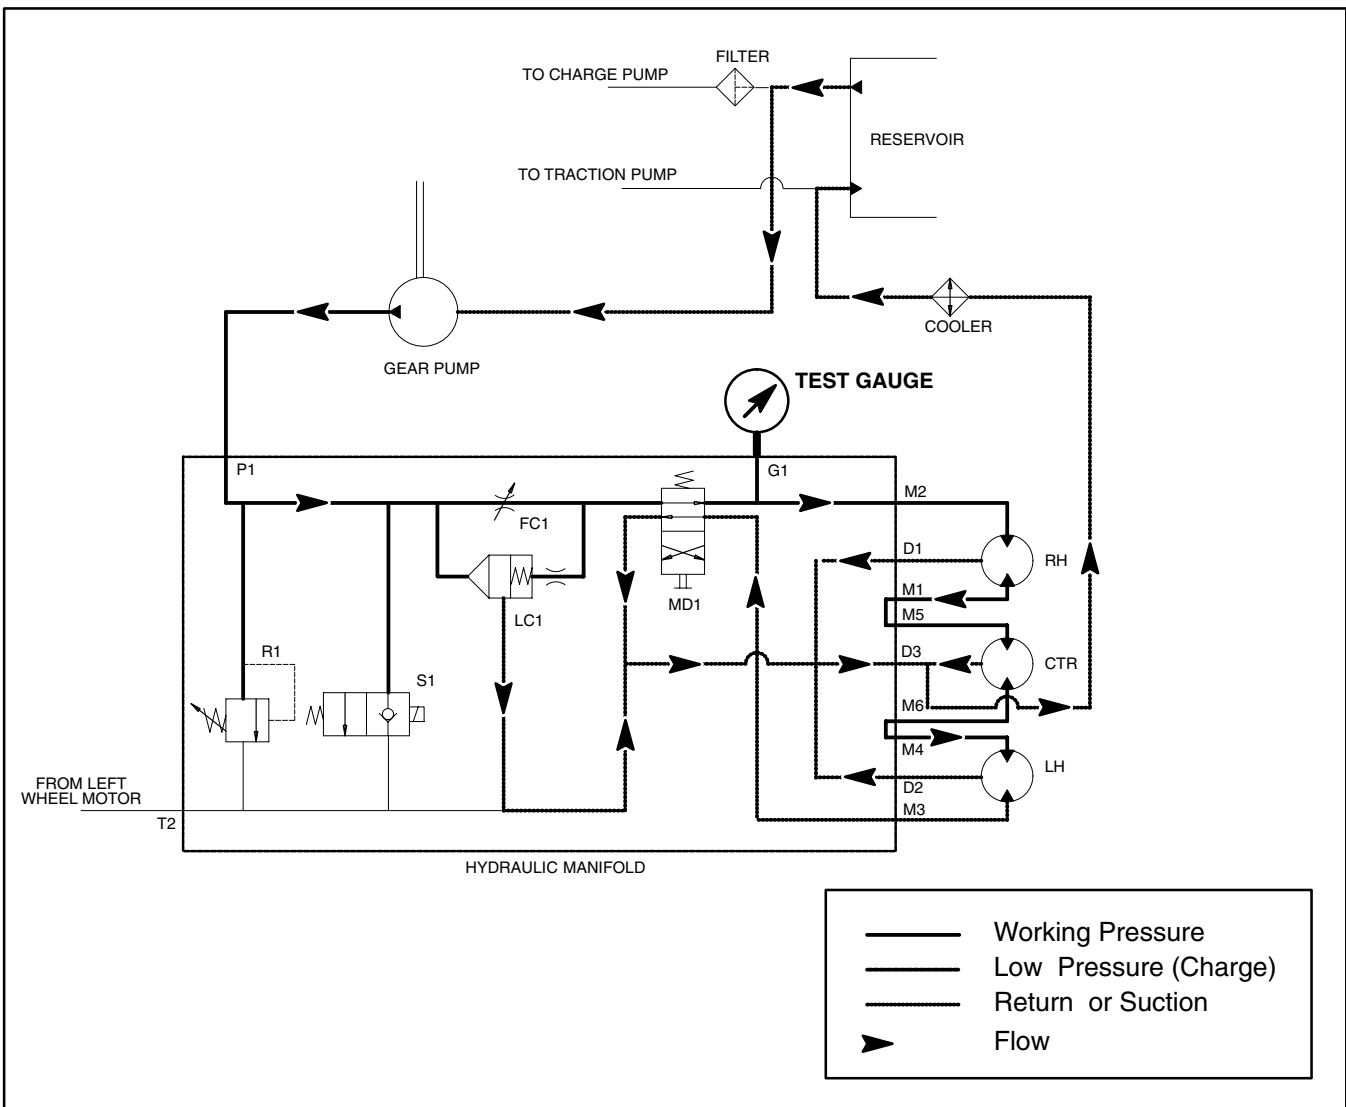 FILTER
TO CHARGE PUMP
RESERVOIR
TO TRACTION PUMP
COOLER
GEAR PUMP
TEST GAUGE
P1
G1
M2
FC1
D1
RH
M1
MD1
M5
LC1
R1
D3
CTR
S1
M6
M4
LH
FROM LEFT
WHEEL MOTOR
D2
M3
T2
HYDRAULIC MANIFOLD
Working Pressure
Low Pressure (Charge)
Return or Suction
Flow